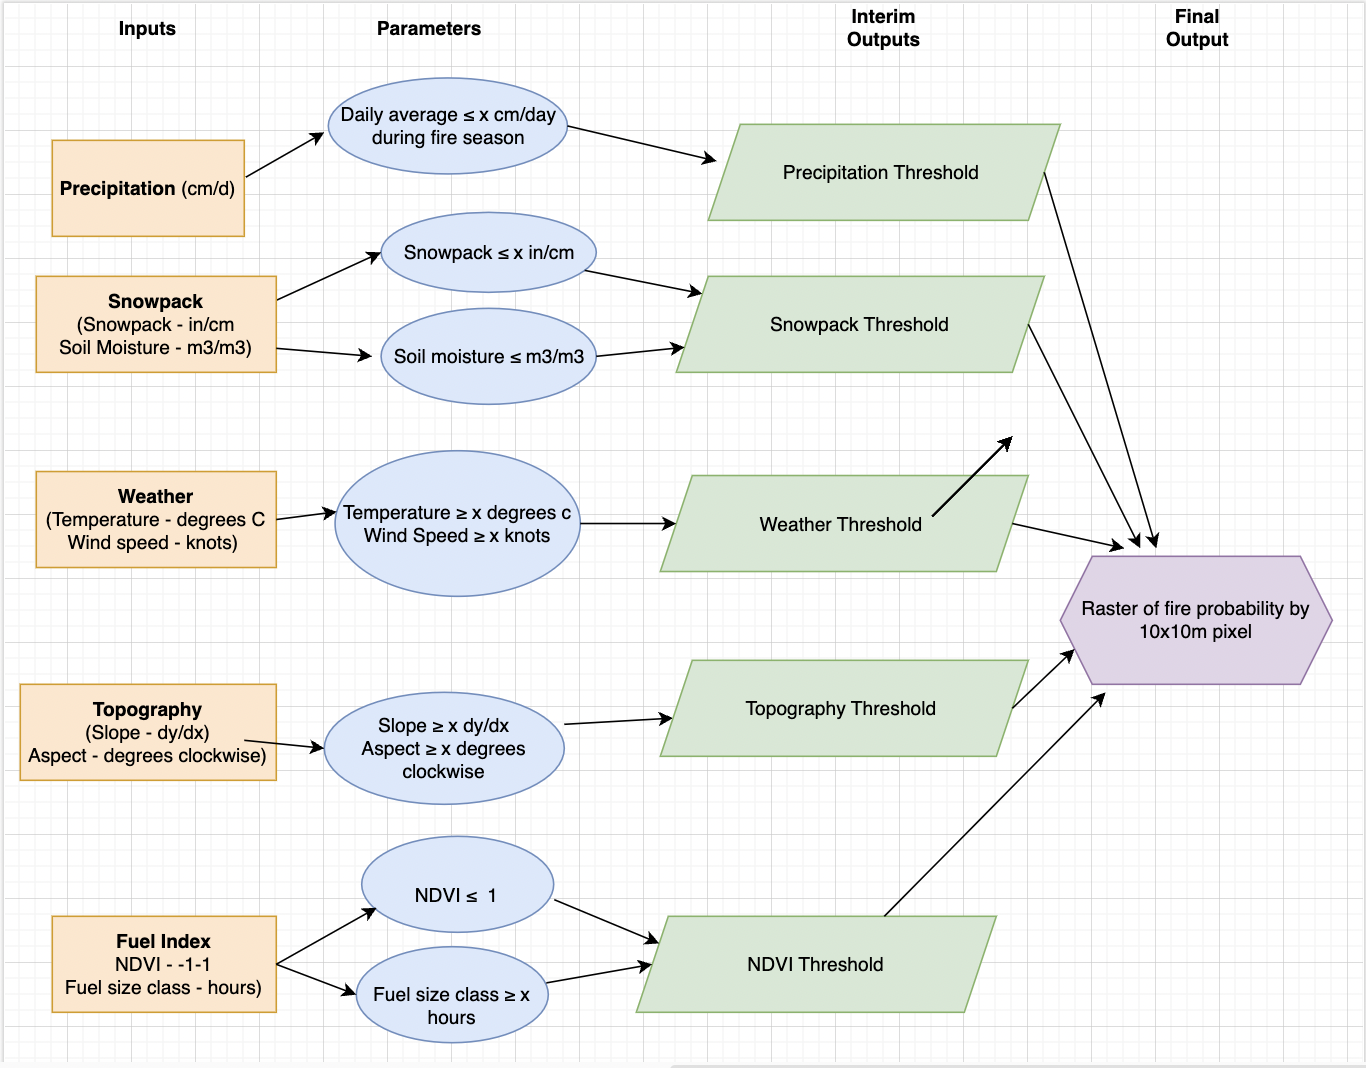 Inputs
Parameters
Interim
Outputs
Final
Output
Precipitation (cm/d)
Daily average ≤ x cm/day
during fire season
Precipitation Threshold
Snowpack
(Snowpack - in/cm
Soil Moisture - m3/m3)
Snowpack ≤ x in/cm
Soil moisture ≤ m3/m3
Snowpack Threshold
Weather
(Temperature - degrees C
Wind speed - knots)
Temperature ≥ x degrees c
Wind Speed ≥ x knots
Weather Threshold
Raster of fire probability by
10x10m pixel
Topography
(Slope - dy/dx)
Aspect - degrees clockwise)
Slope ≥ x dy/dx
Aspect ≥ x degrees
clockwise
Topography Threshold
Fuel Index
NDVI - -1-1
Fuel size class - hours)
NDVI ≤ 1
Fuel size class ≥ x
hours
NDVI Threshold